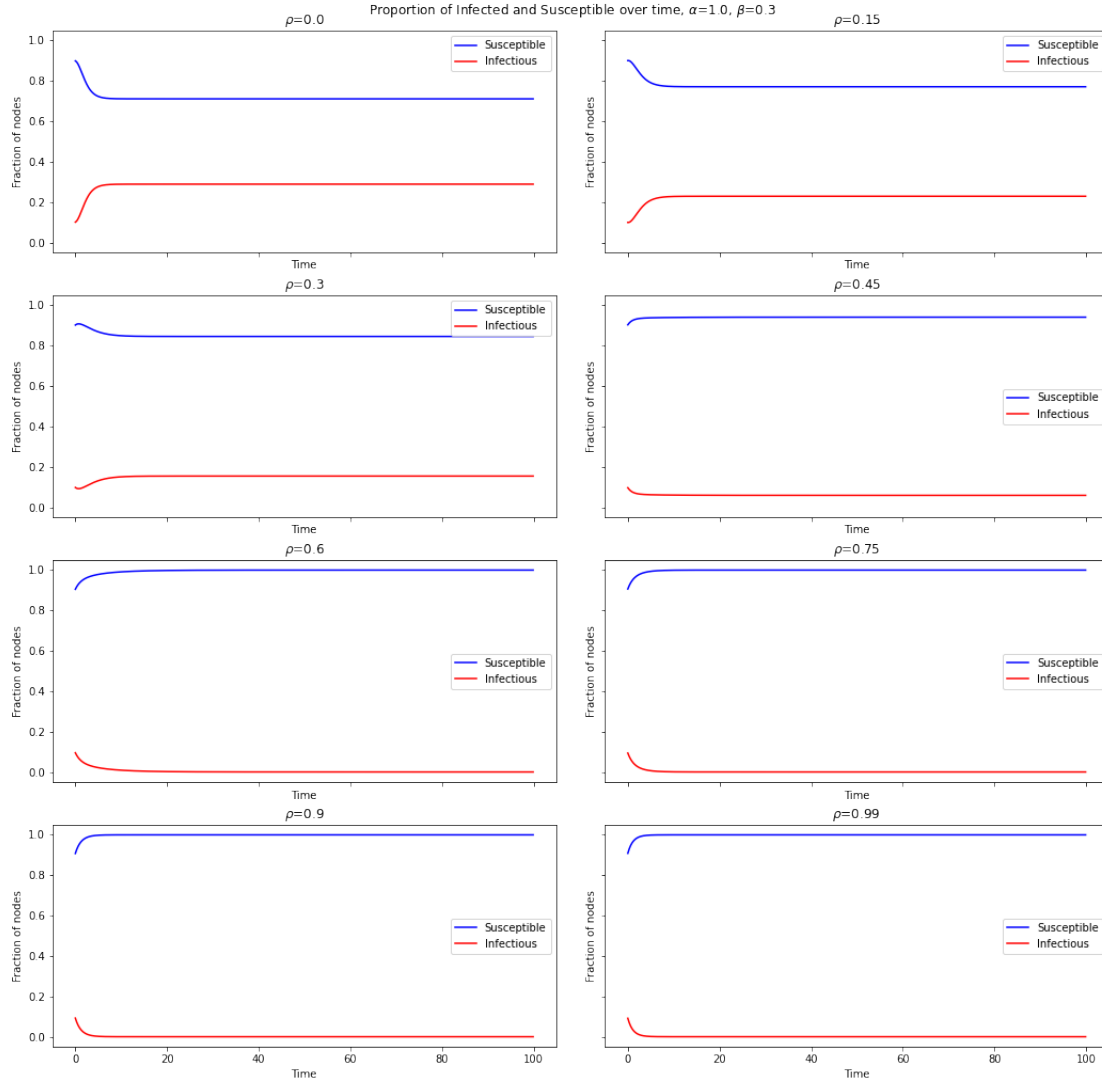 Proportion of Infected and Susceptible over time, α=1.0, β=0.3
ρ=0.0
1.0
0.8
0.6
0.4
0.2
0.0
Fraction of nodes
Susceptible
Infectious
Time
ρ=0.15
Fraction of nodes
Susceptible
Infectious
Time
ρ=0.3
1.0
0.8
0.6
0.4
0.2
0.0
Fraction of nodes
Susceptible
Infectious
Time
ρ=0.45
Fraction of nodes
Susceptible
Infectious
Time
ρ=0.6
1.0
0.8
0.6
0.4
0.2
0.0
Fraction of nodes
Susceptible
Infectious
Time
ρ=0.75
Fraction of nodes
Susceptible
Infectious
Time
ρ=0.9
1.0
0.8
0.6
0.4
0.2
0.0
Fraction of nodes
Susceptible
Infectious
0 20 40 60 80 100
Time
ρ=0.99
Fraction of nodes
Susceptible
Infectious
0 20 40 60 80 100
Time